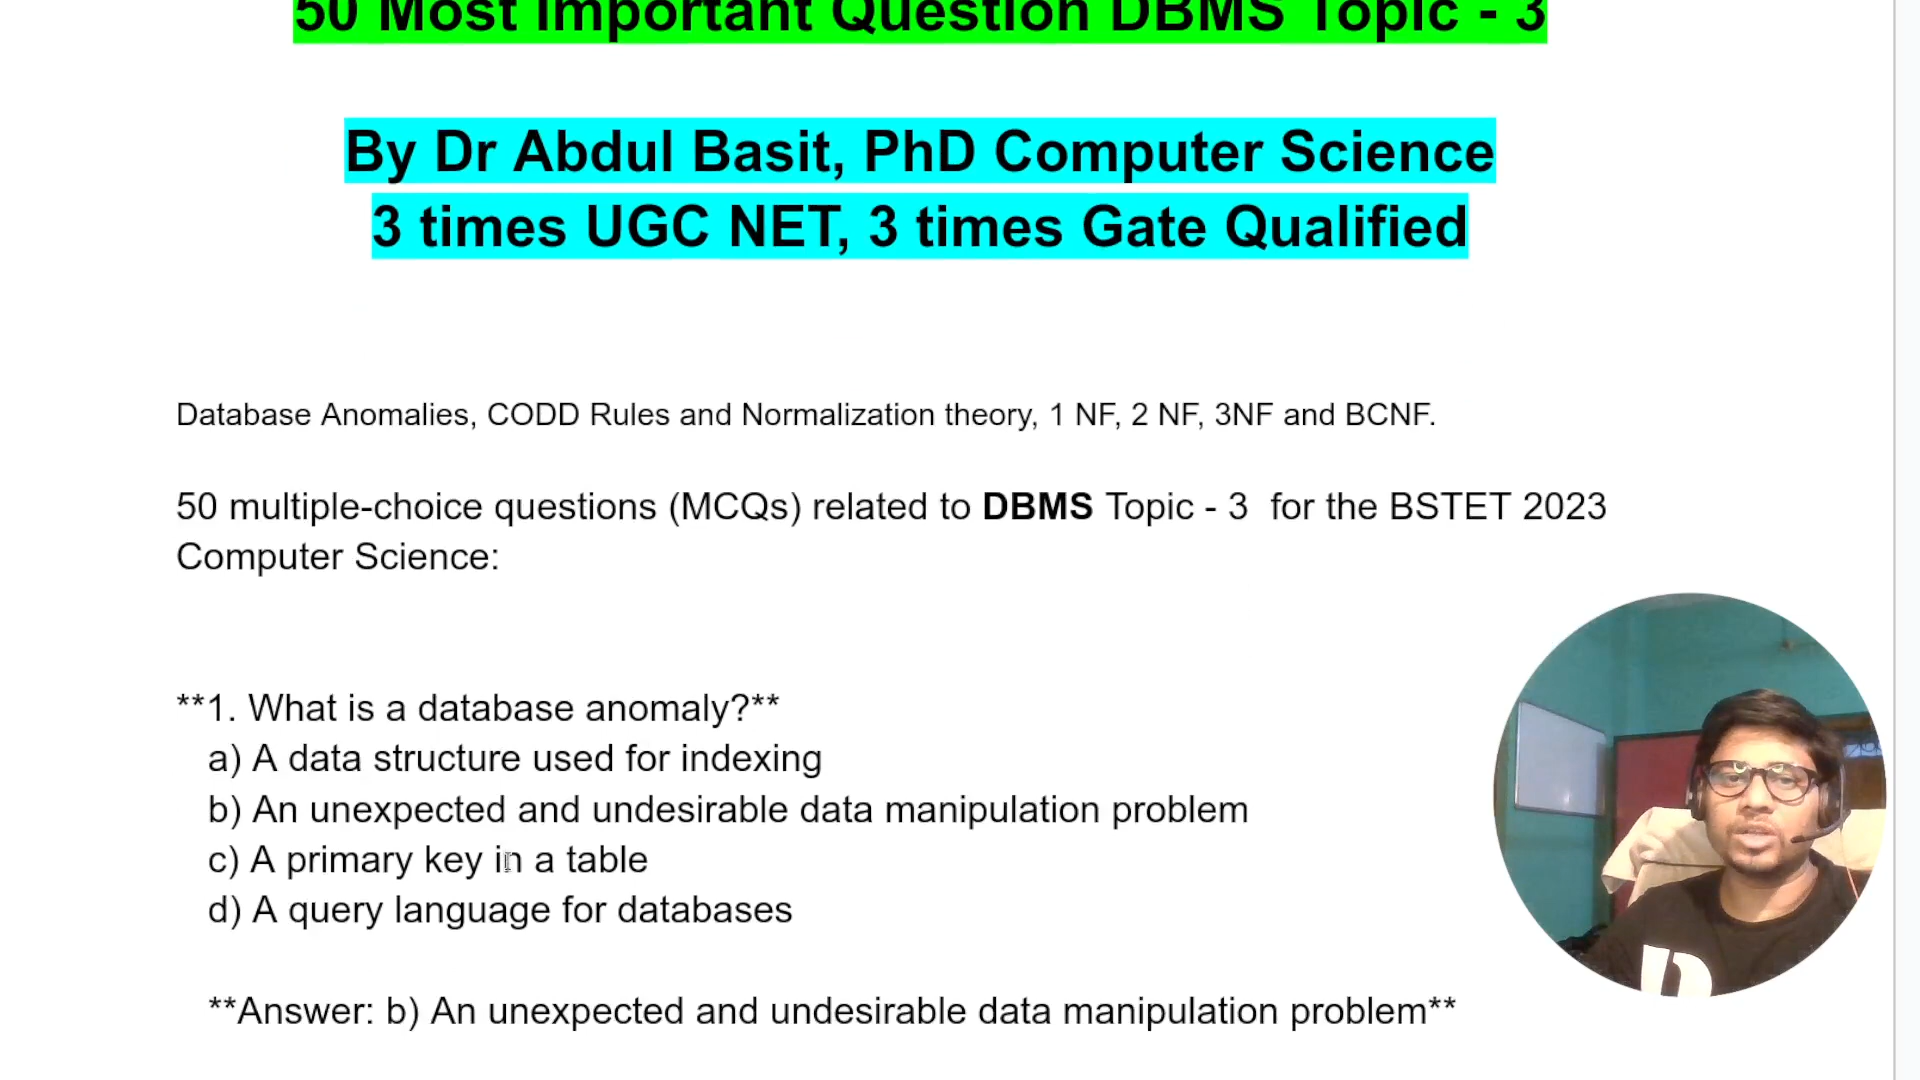 50 Most Important Question DBMS Topic - 3
By Dr Abdul Basit, PhD Computer Science
3 times UGC NET, 3 times Gate Qualified
Database Anomalies, CODD Rules and Normalization theory, 1 NF, 2 NF, 3NF and BCNF.
50 multiple-choice questions (MCQs) related to DBMS Topic - 3 for the BSTET 2023
Computer Science:
**1. What is a database anomaly?**
a) A data structure used for indexing
b) An unexpected and undesirable data manipulation problem
c) A primary key in a table
d) A query language for databases
**Answer: b) An unexpected and undesirable data manipulation problem**